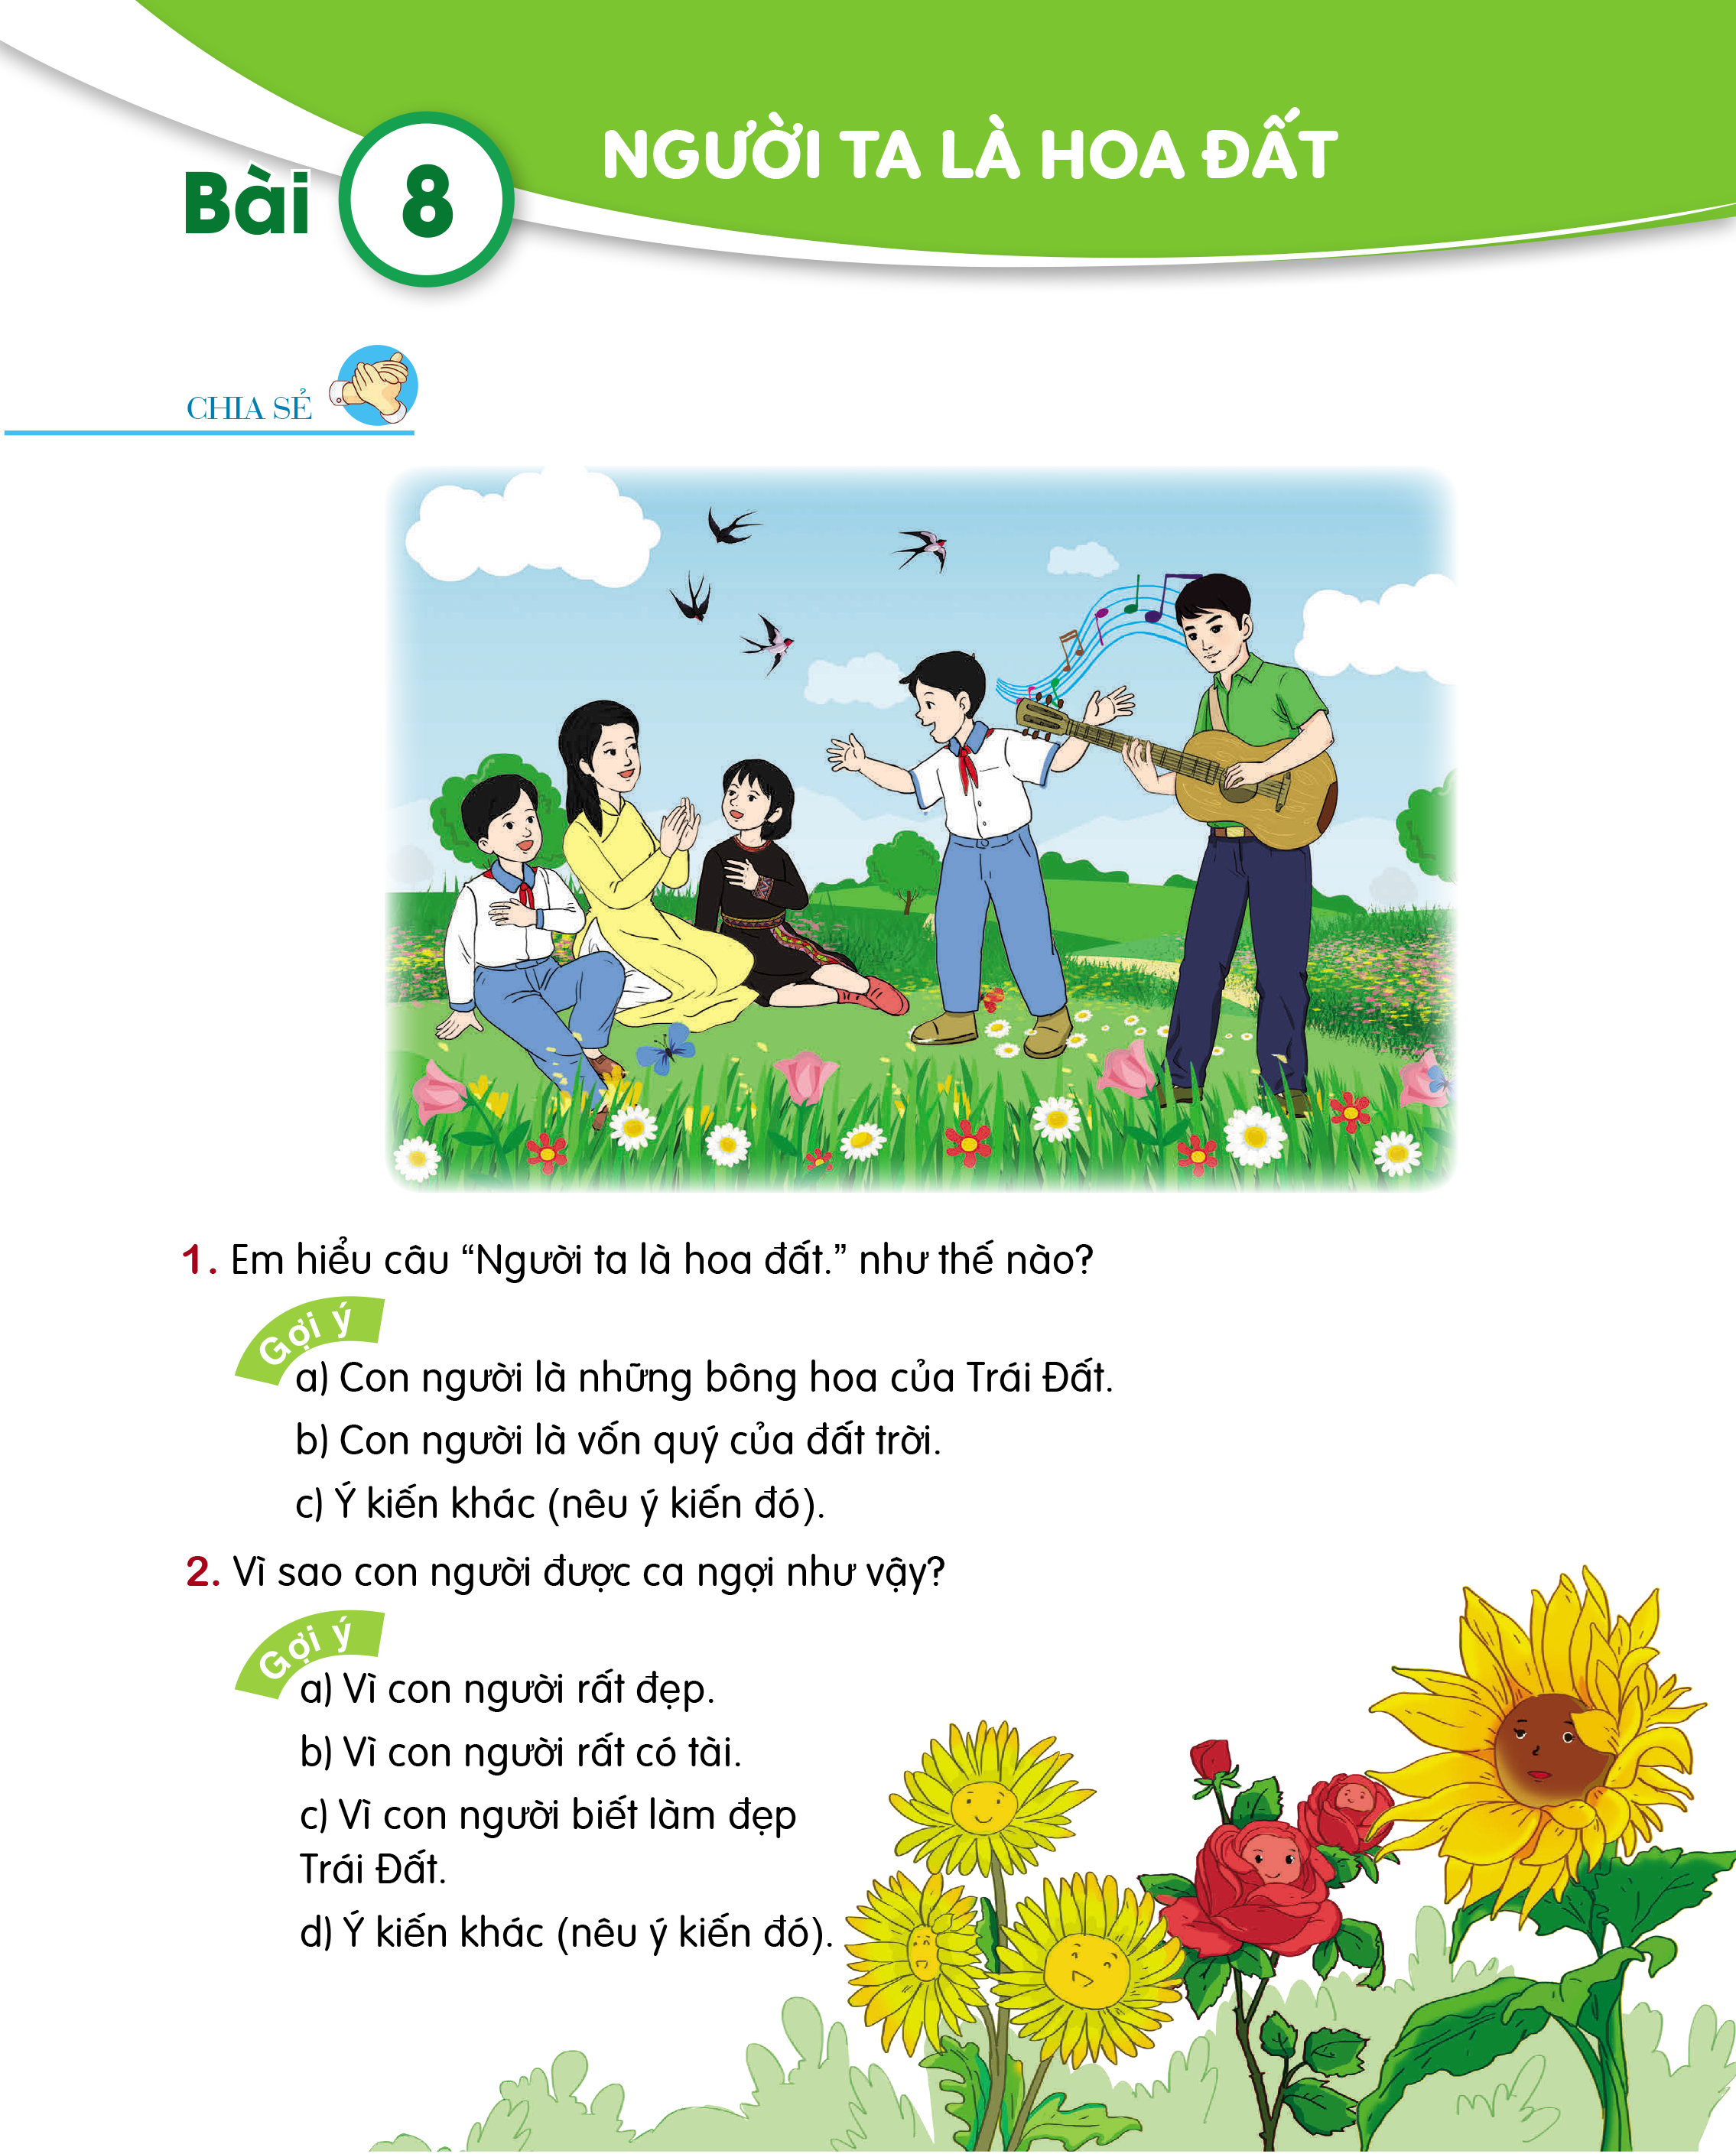 Bài 8
NGƯỜI TA LÀ HOA ĐẤT
CHIA SẺ
1. Em hiểu câu “Người ta là hoa đất.” như thế nào?
Gợi ý
a) Con người là những bông hoa của Trái Đất.
b) Con người là vốn quý của đất trời.
c) Ý kiến khác (nêu ý kiến đó).
2. Vì sao con người được ca ngợi như vậy?
Gợi ý
a) Vì con người rất đẹp.
b) Vì con người rất có tài.
c) Vì con người biết làm đẹp
Trái Đất.
d) Ý kiến khác (nêu ý kiến đó).